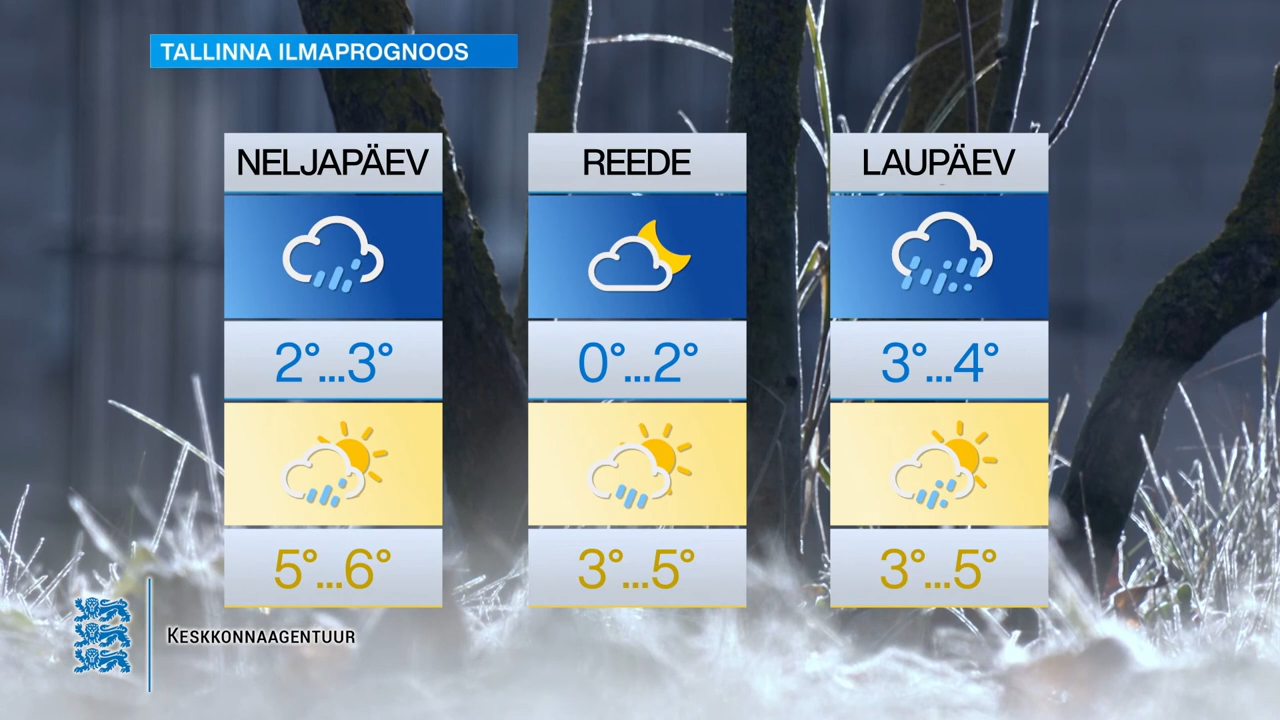 TALLINNA ILMAPROGNOOS
NELJAPÄEV
2°...3°
5°...6°
REEDE
0°...2°
3°...5°
LAUPÄEV
3°...4°
3°...5°
KESKKONNAAGENTUUR